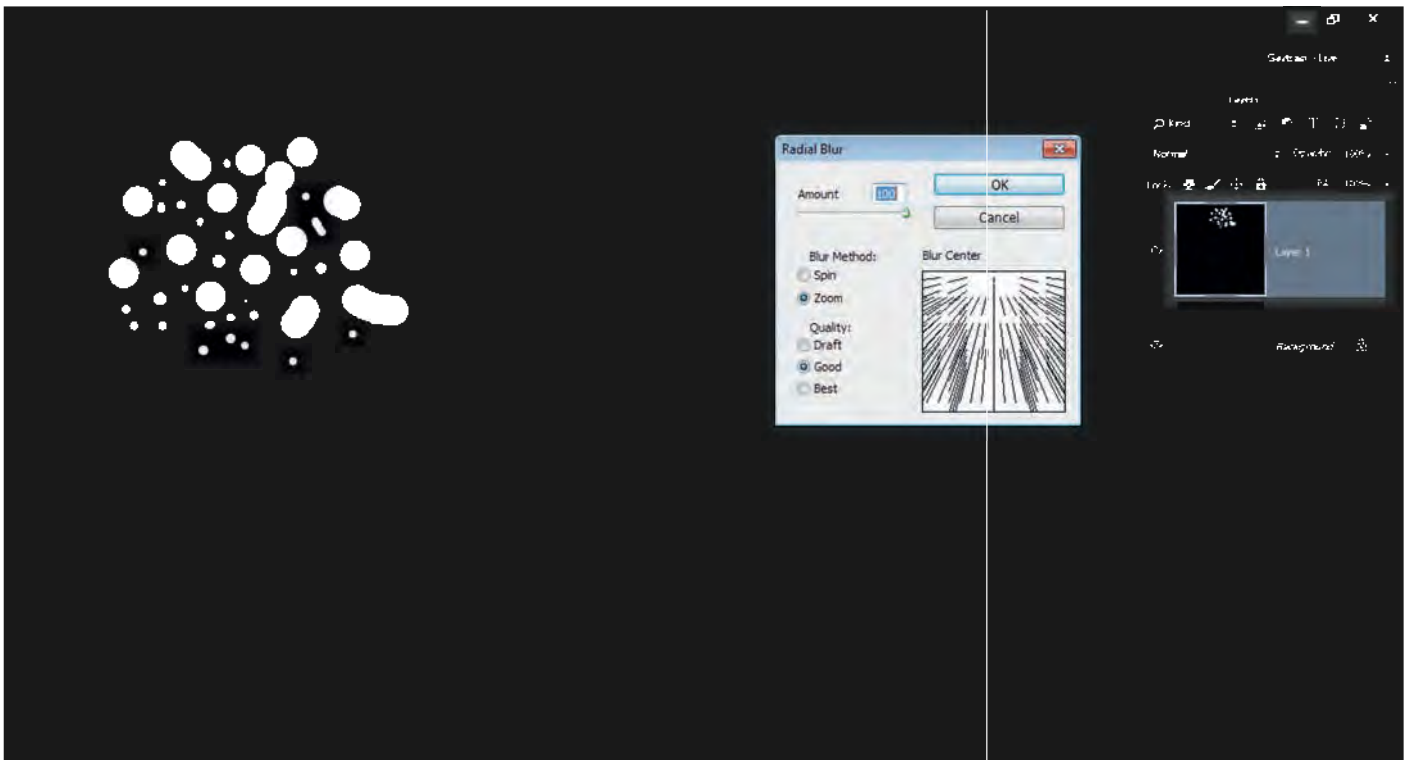 Radial Blur
Amount 100
OK
Cancel
Blur Method:
Spin
Zoom
Quality:
Draft
Good
Best
Blur Center
Kind
Normal
Layer 1
Background